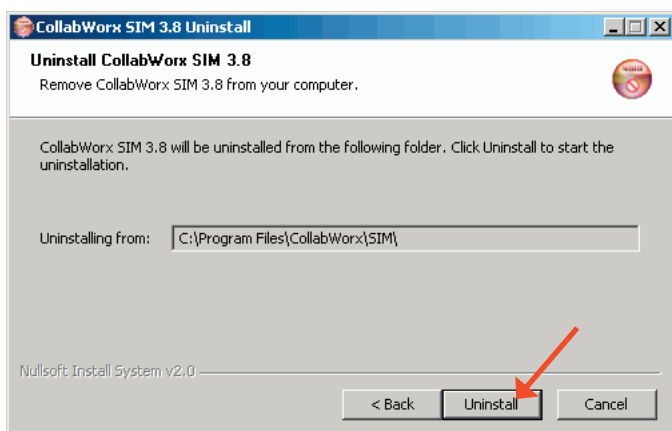 CollabWorx SIM 3.8 Uninstall
Uninstall CollabWorx SIM 3.8
Remove CollabWorx SIM 3.8 from your computer.
CollabWorx SIM 3.8 will be uninstalled from the following folder. Click Uninstall to start the
uninstallation.
Uninstalling from: C:\Program Files\CollabWorx\SIM\
Nullsoft Install System v2.0
< Back Uninstall Cancel